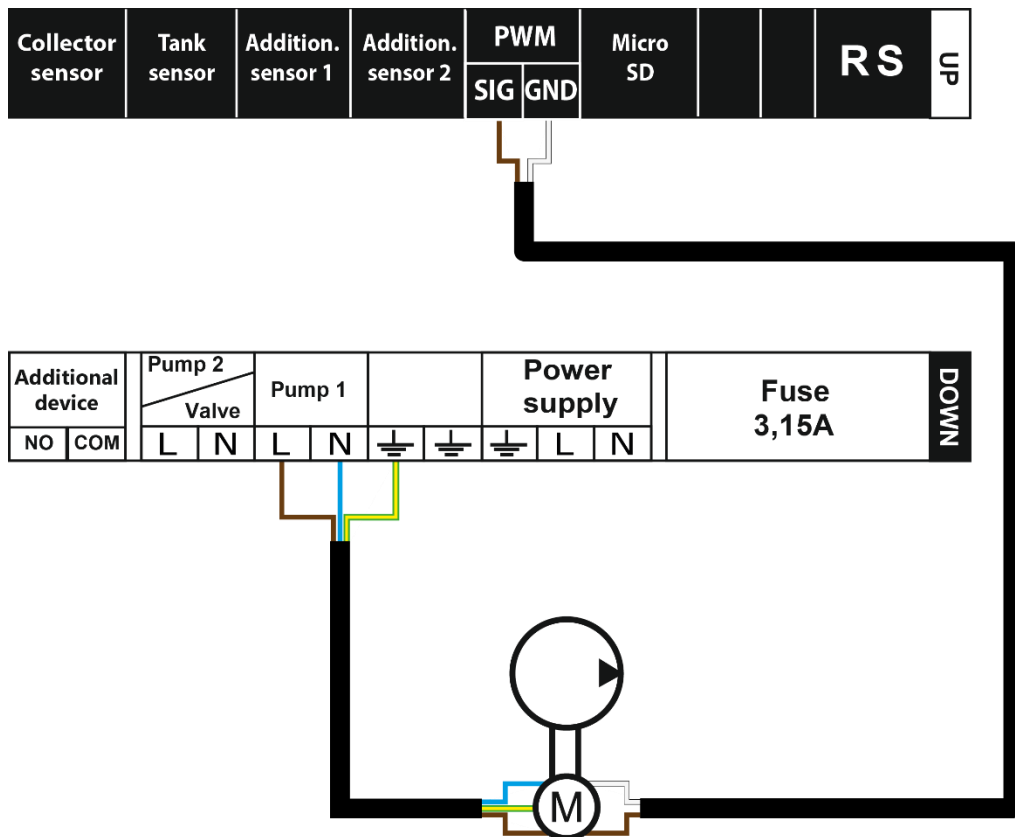 Collector
sensor
Tank
sensor
Addition.
sensor 1
Addition.
sensor 2
PWM
SIG GND
Micro
SD
RS
UP
Additional
device
NO COM
Pump 2
Valve
L N
Pump 1
L N
Power
supply
L N
Fuse
3,15A
DOWN
M